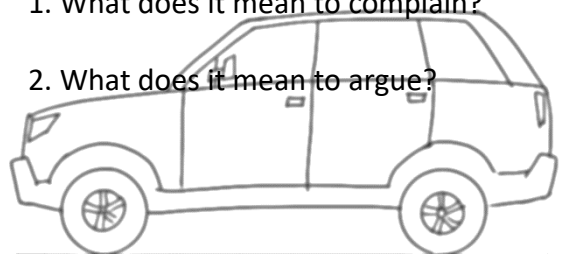 1. What does it mean to complain?
2. What does it mean to argue?